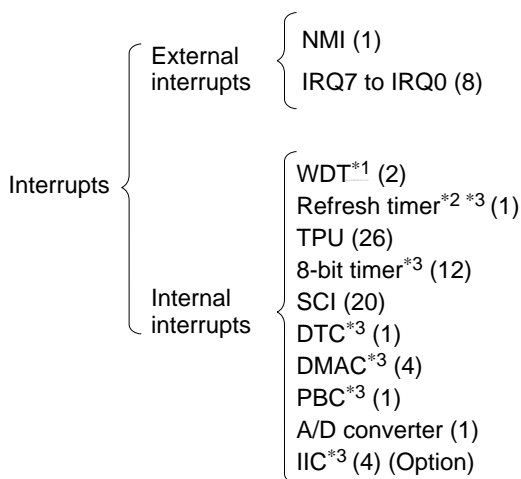 Interrupts
External
interrupts
NMI (1)
IRQ7 to IRQ0 (8)
Internal
interrupts
WDT*1 (2)
Refresh timer*2 *3 (1)
TPU (26)
8-bit timer*3 (12)
SCI (20)
DTC*3 (1)
DMAC*3 (4)
PBC*3 (1)
A/D converter (1)
IIC*3 (4) (Option)